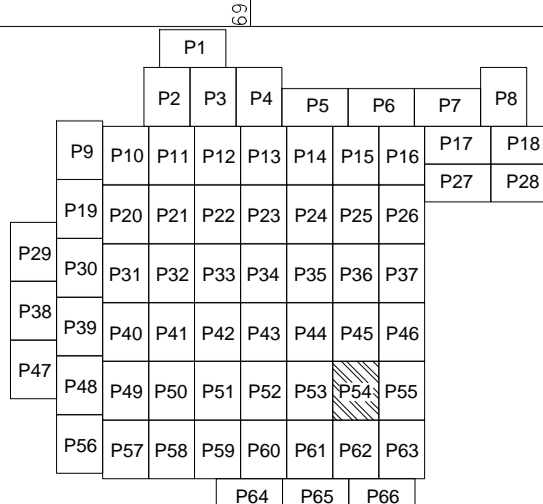 69
P1
P2 P3 P4 P5 P6 P7 P8
P9 P10 P11 P12 P13 P14 P15 P16 P17 P18
P27 P28
P19 P20 P21 P22 P23 P24 P25 P26
P29 P30 P31 P32 P33 P34 P35 P36 P37
P38 P39 P40 P41 P42 P43 P44 P45 P46
P47 P48 P49 P50 P51 P52 P53 P54 P55
P56 P57 P58 P59 P60 P61 P62 P63
P64 P65 P66